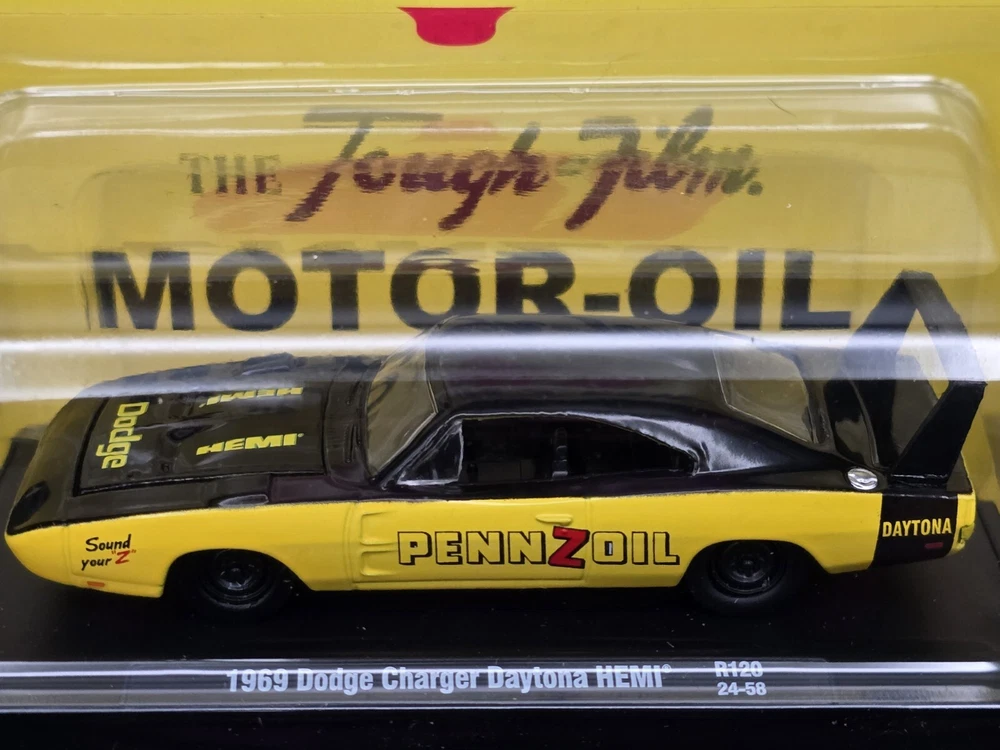 THE Tough-Film.
MOTOR-OIL
HEMI®
Dodge
HEMI®
DAYTONA
PENNZOIL
Sound
your "Z"
1969 Dodge Charger Daytona HEMI® R120
24-58